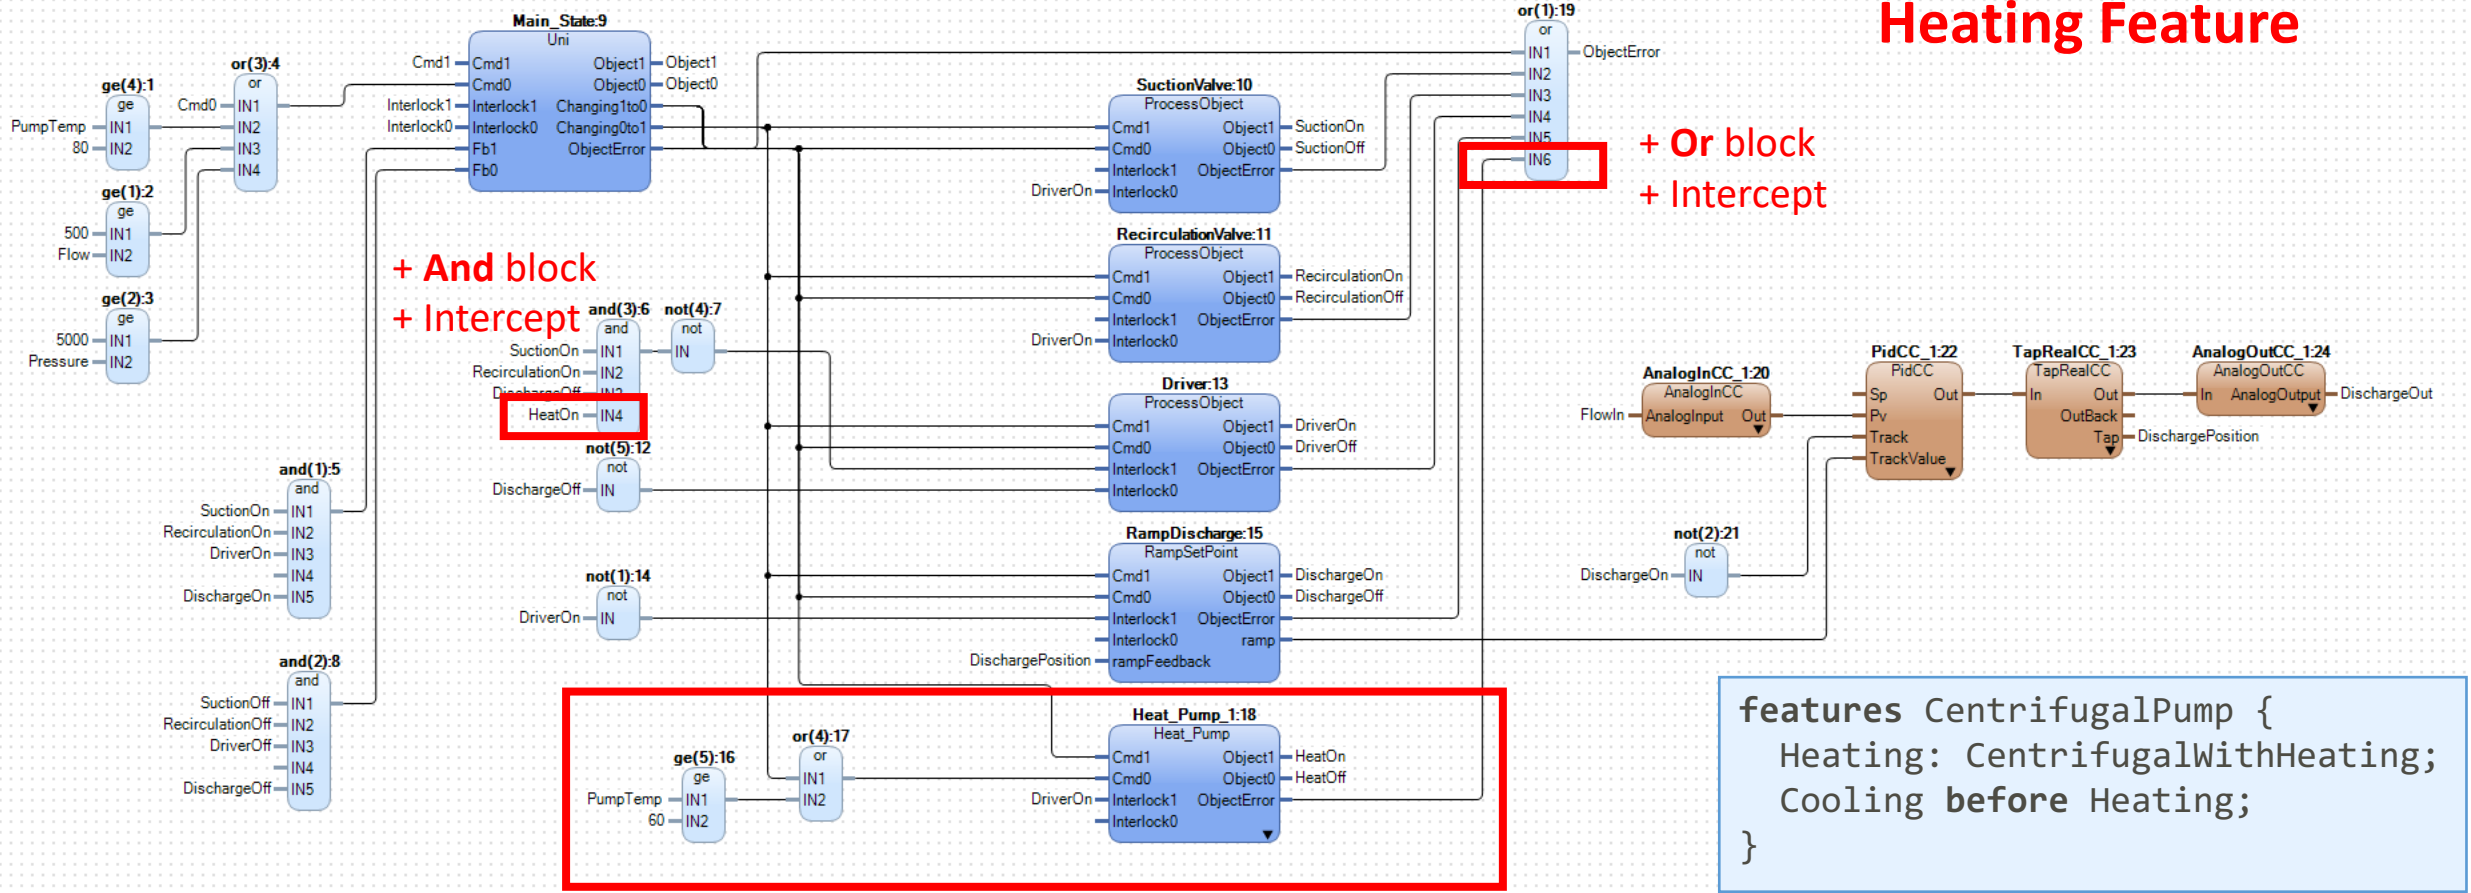 Heating Feature
Main_State:9
Uni
Cmd1 Cmd1 Object1 Object1
Cmd0 Object0 Object0
Interlock1 Interlock1 Changing1to0
Interlock0 Interlock0 Changing0to1
Fb1 ObjectError
Fb0
or(3):4
or
Cmd0 IN1
IN2
IN3
IN4
ge(4):1
ge
PumpTemp IN1
80 IN2
ge(1):2
ge
500 IN1
Flow IN2
ge(2):3
ge
5000 IN1
Pressure IN2
or(1):19
or
IN1 ObjectError
IN2
IN3
IN4
IN5
IN6
+ Or block
+ Intercept
SuctionValve:10
ProcessObject
Cmd1 Object1 SuctionOn
Cmd0 Object0 SuctionOff
Interlock1 ObjectError
DriverOn Interlock0
RecirculationValve:11
ProcessObject
Cmd1 Object1 RecirculationOn
Cmd0 Object0 RecirculationOff
Interlock1 ObjectError
DriverOn Interlock0
+ And block
+ Intercept
and(3):6
and
SuctionOn IN1
RecirculationOn IN2
DischargeOff IN3
HeatOn IN4
not(4):7
not
IN
not(5):12
not
DischargeOff IN
Driver:13
ProcessObject
Cmd1 Object1 DriverOn
Cmd0 Object0 DriverOff
Interlock1 ObjectError
Interlock0
and(1):5
and
SuctionOn IN1
RecirculationOn IN2
DriverOn IN3
IN4
DischargeOn IN5
not(1):14
not
DriverOn IN
RampDischarge:15
RampSetPoint
Cmd1 Object1 DischargeOn
Cmd0 Object0 DischargeOff
Interlock1 ObjectError
Interlock0 ramp
DischargePosition rampFeedback
AnalogInCC_1:20
AnalogInCC
FlowIn AnalogInput Out
PidCC_1:22
PidCC
Sp Out
Pv
Track
TrackValue
TapRealCC_1:23
TapRealCC
In Out
OutBack
Tap DischargePosition
AnalogOutCC_1:24
AnalogOutCC
In AnalogOutput DischargeOut
not(2):21
not
DischargeOn IN
and(2):8
and
SuctionOff IN1
RecirculationOff IN2
DriverOff IN3
IN4
DischargeOff IN5
ge(5):16
ge
PumpTemp IN1
60 IN2
or(4):17
or
IN1
IN2
Heat_Pump_1:18
Heat_Pump
Cmd1 Object1 HeatOn
Cmd0 Object0 HeatOff
DriverOn Interlock1 ObjectError
Interlock0
features CentrifugalPump {
Heating: CentrifugalWithHeating;
Cooling before Heating;
}